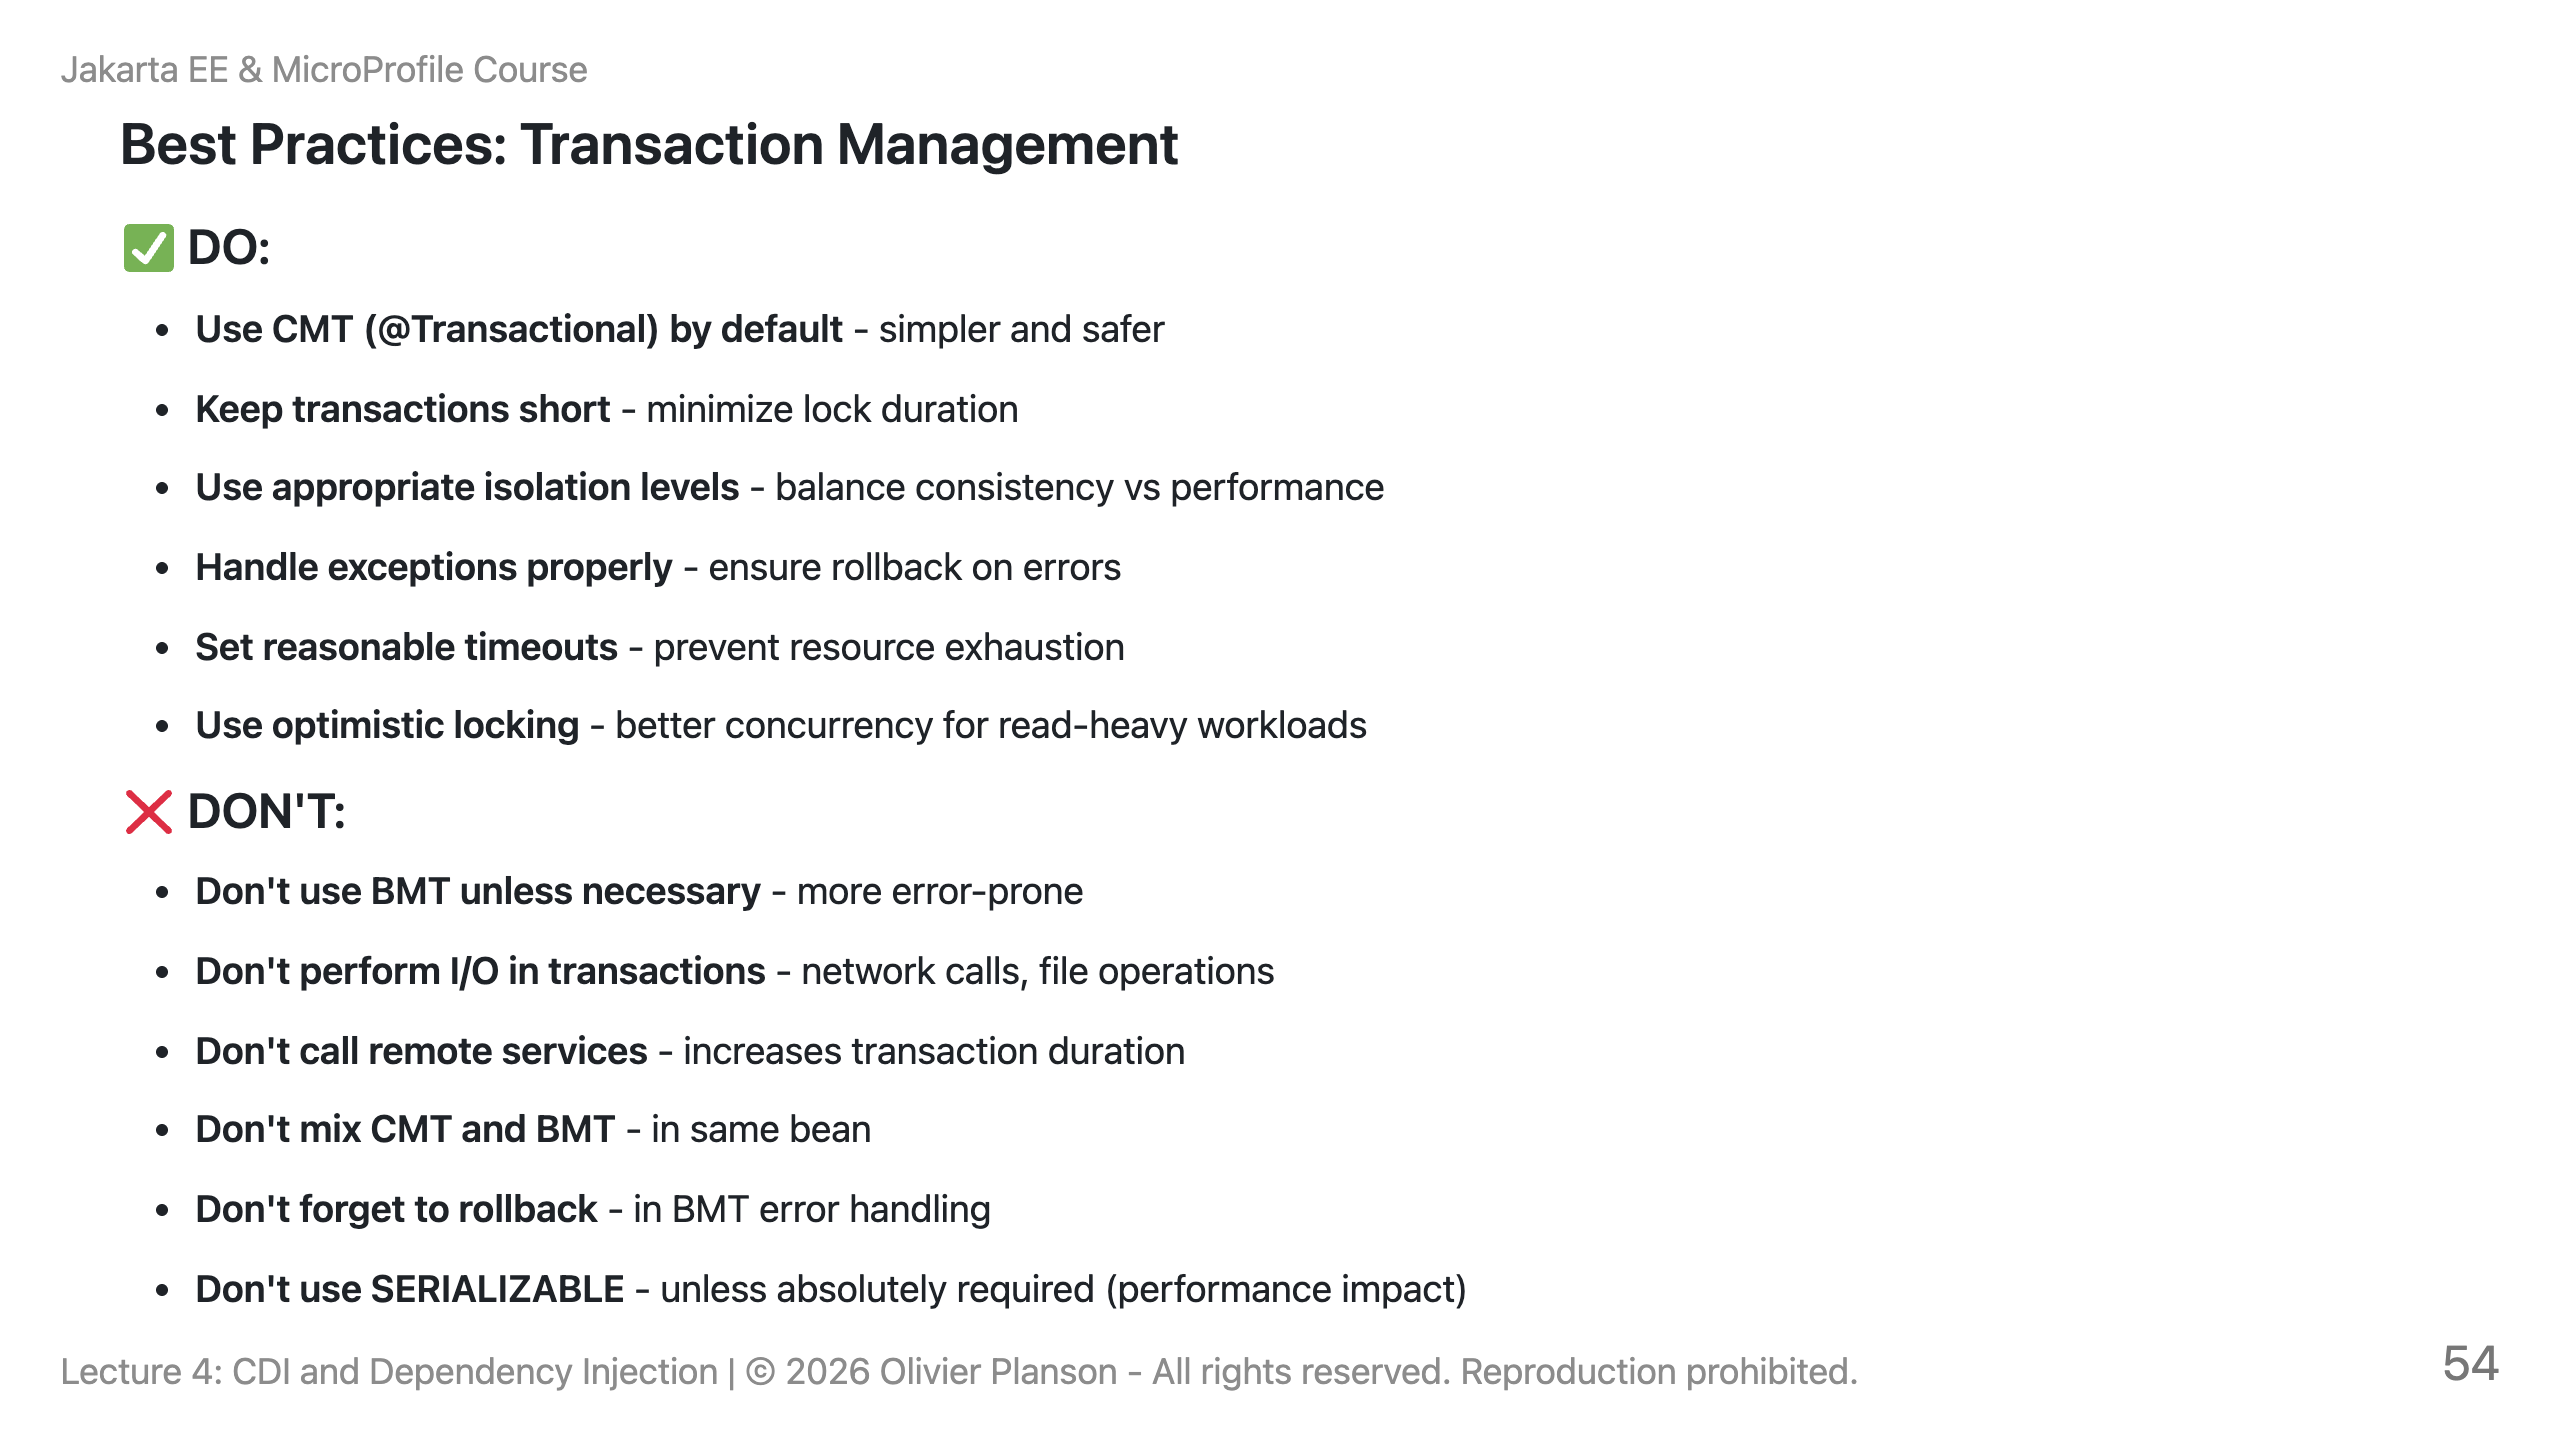 Jakarta EE & MicroProfile Course
Best Practices: Transaction Management
✅ DO:
• Use CMT (@Transactional) by default - simpler and safer
• Keep transactions short - minimize lock duration
• Use appropriate isolation levels - balance consistency vs performance
• Handle exceptions properly - ensure rollback on errors
• Set reasonable timeouts - prevent resource exhaustion
• Use optimistic locking - better concurrency for read-heavy workloads
❌ DON'T:
• Don't use BMT unless necessary - more error-prone
• Don't perform I/O in transactions - network calls, file operations
• Don't call remote services - increases transaction duration
• Don't mix CMT and BMT - in same bean
• Don't forget to rollback - in BMT error handling
• Don't use SERIALIZABLE - unless absolutely required (performance impact)
Lecture 4: CDI and Dependency Injection | © 2026 Olivier Planson - All rights reserved. Reproduction prohibited.
54